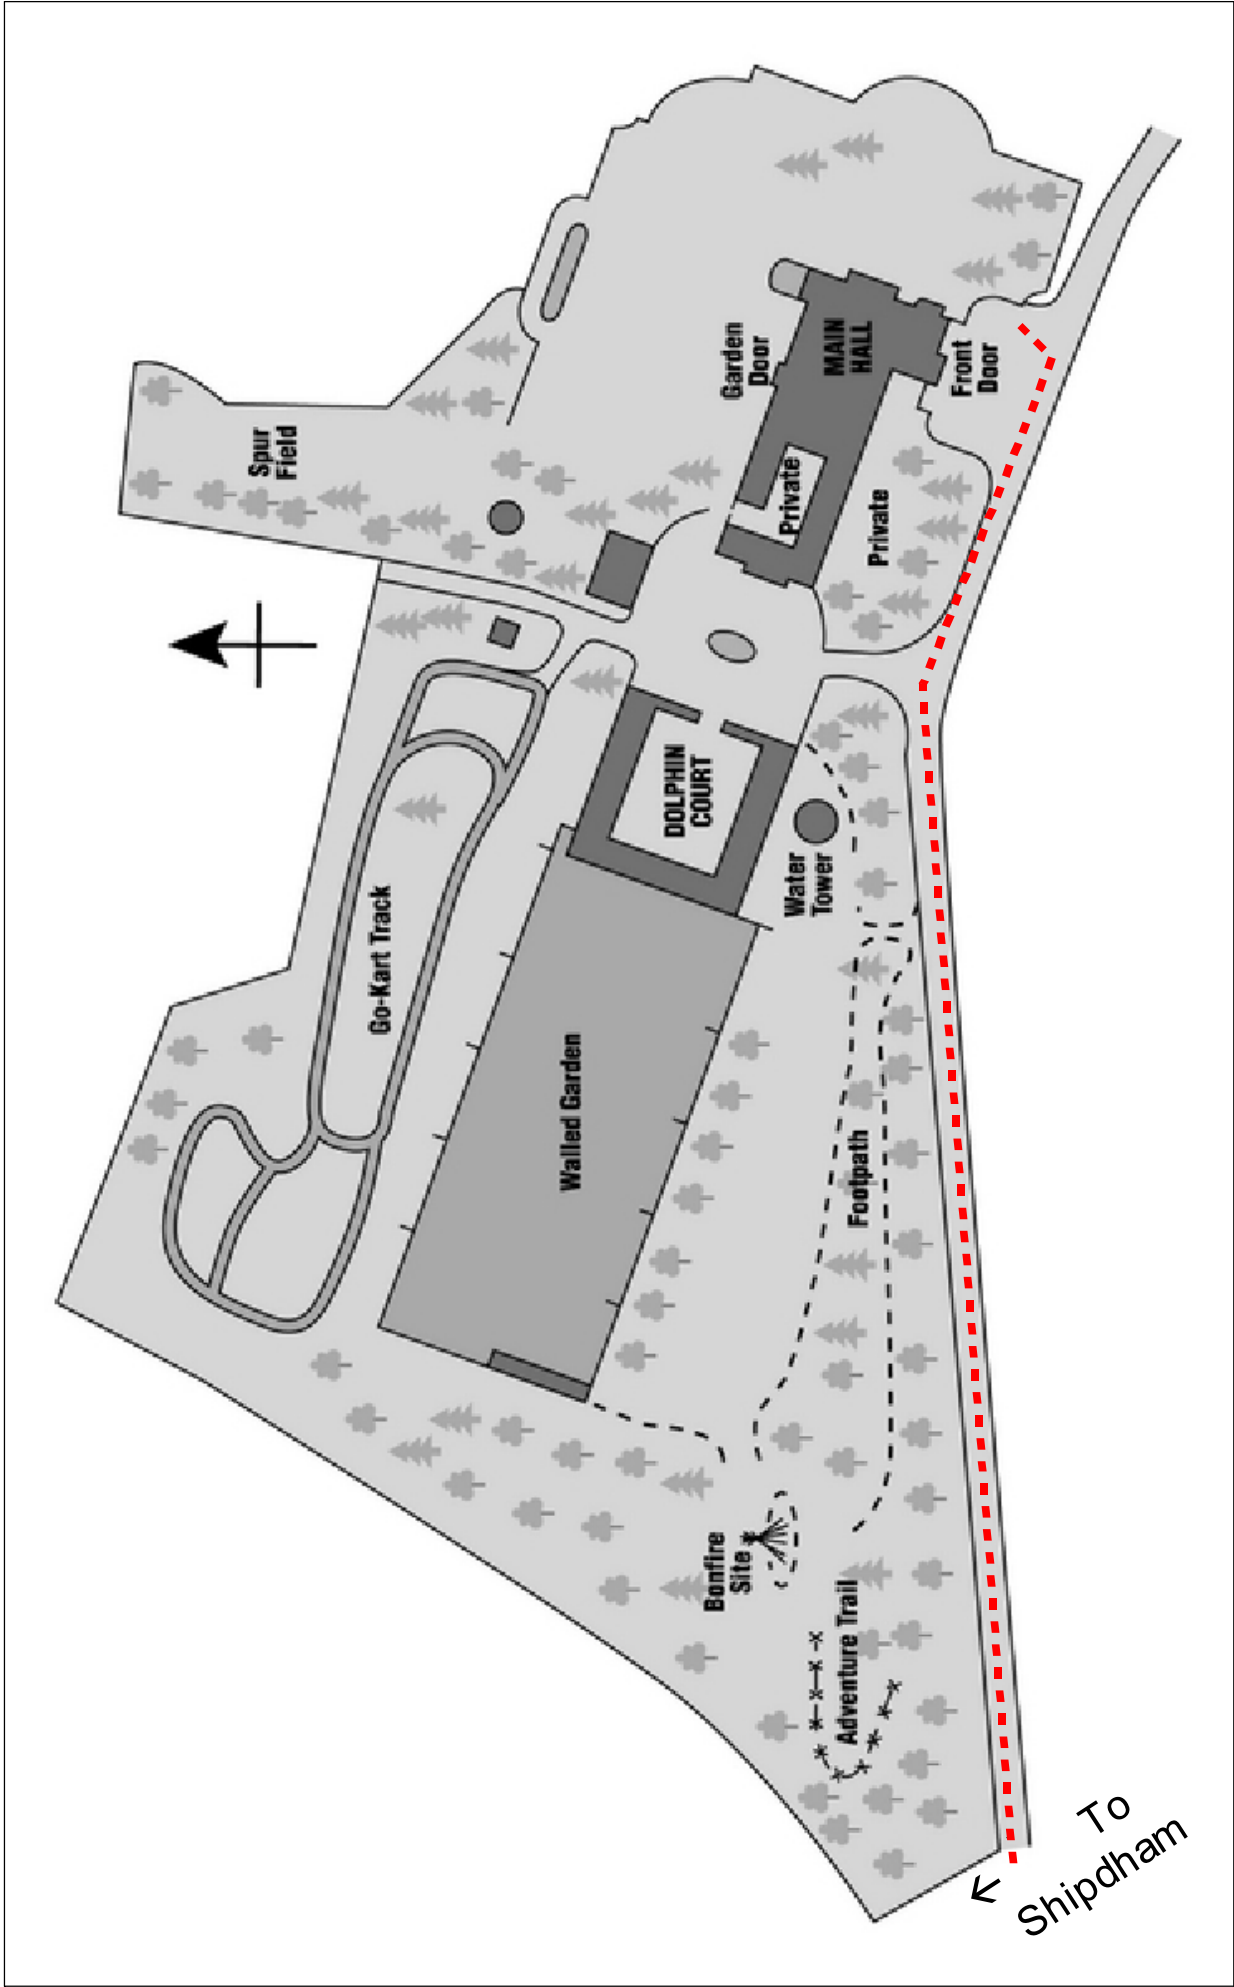 Spur
Field
Garden
Door
MAIN
HALL
Front
Door
Private
Private
DOLPHIN
COURT
Water
Tower
Go-Kart Track
Walled Garden
Footpath
Bonfire
Site
Adventure Trail
To
Shipdham